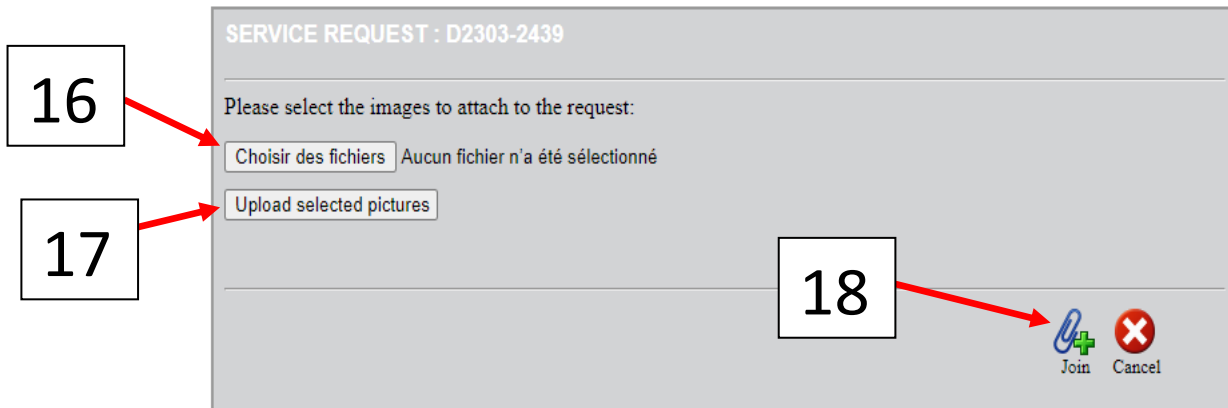 SERVICE REQUEST : D2303-2439
16
Please select the images to attach to the request:
Choisir des fichiers Aucun fichier n'a été sélectionné
17
Upload selected pictures
18
Join Cancel